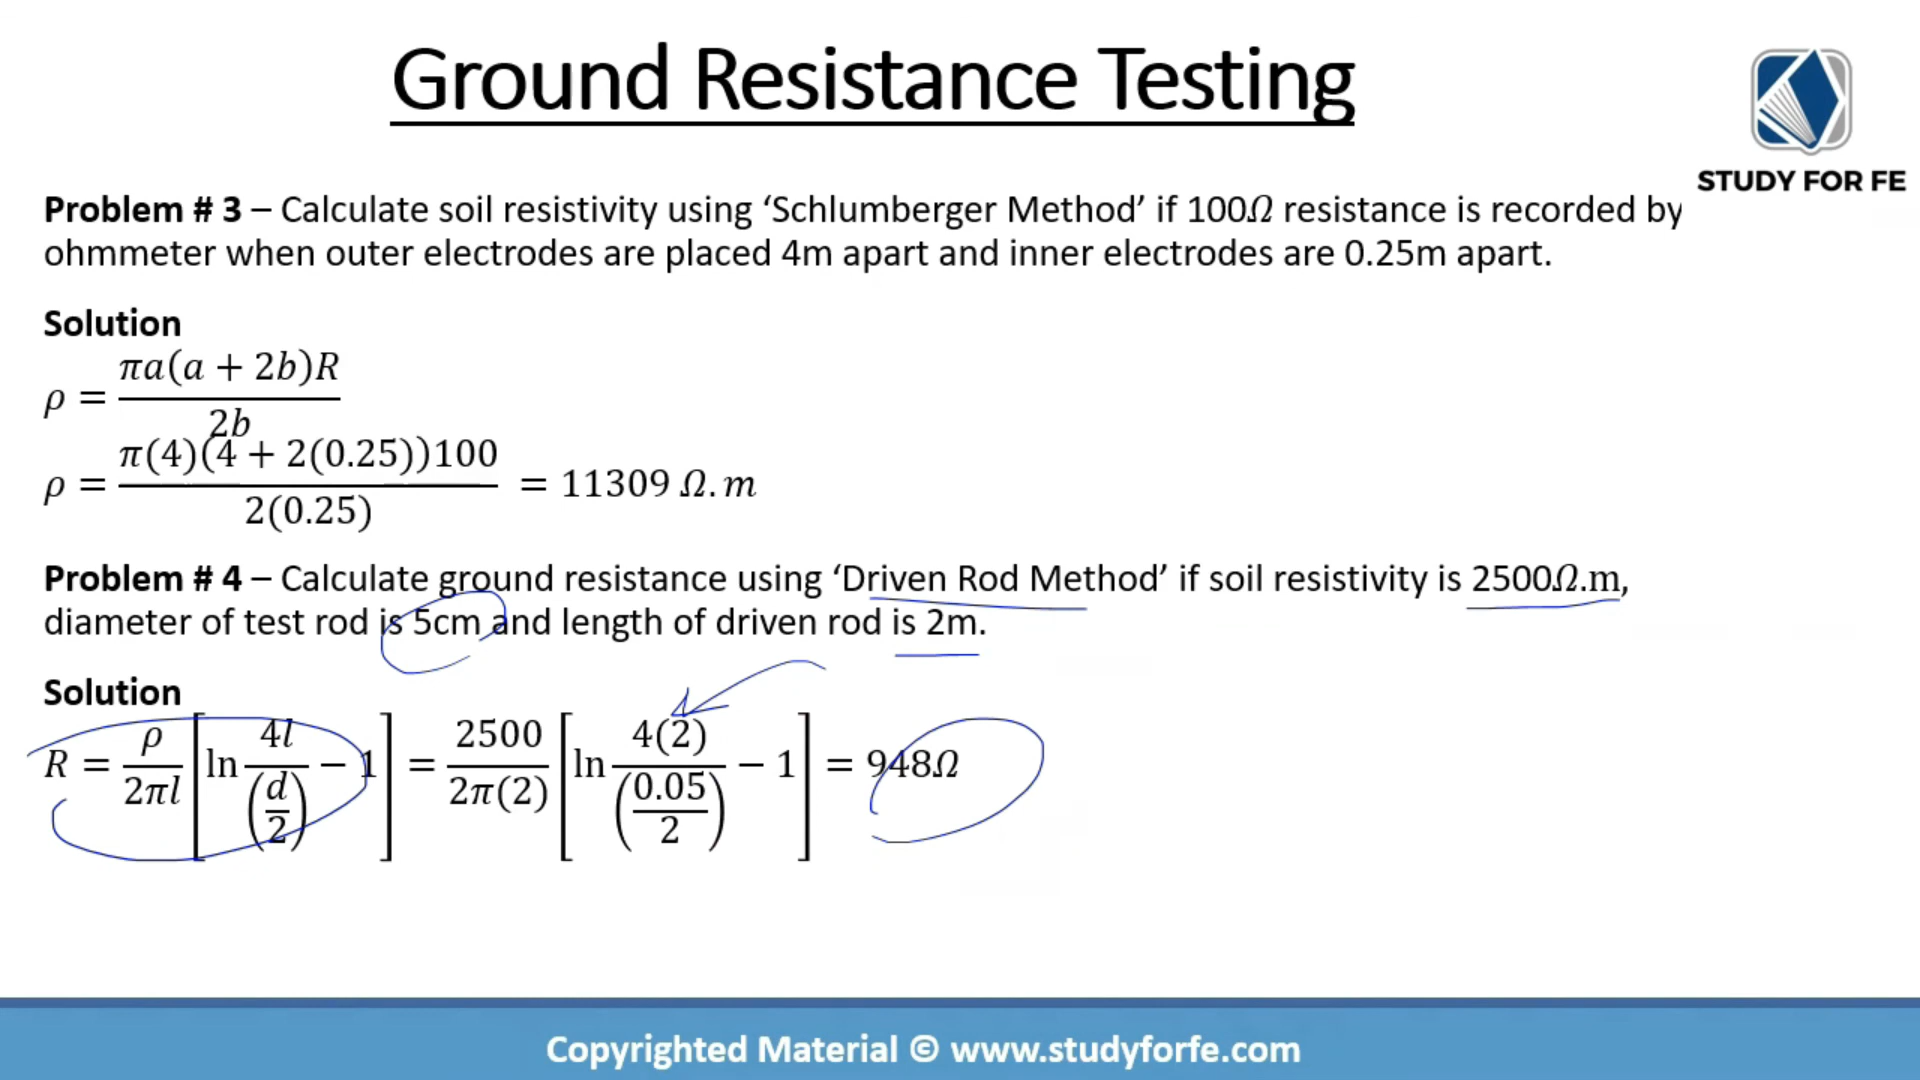 Ground Resistance Testing
STUDY FOR FE
Problem # 3 – Calculate soil resistivity using ‘Schlumberger Method’ if 100Ω resistance is recorded by
ohmmeter when outer electrodes are placed 4m apart and inner electrodes are 0.25m apart.
Solution
ρ = πa(a + 2b)R / 2b
ρ = π(4)(4 + 2(0.25))100 / 2(0.25) = 11309 Ω.m
Problem # 4 – Calculate ground resistance using ‘Driven Rod Method’ if soil resistivity is 2500Ω.m,
diameter of test rod is 5cm and length of driven rod is 2m.
Solution
R = ρ / 2πl [ln 4l / (d/2) − 1] = 2500 / 2π(2) [ln 4(2) / (0.05/2) − 1] = 948Ω
Copyrighted Material © www.studyforfe.com